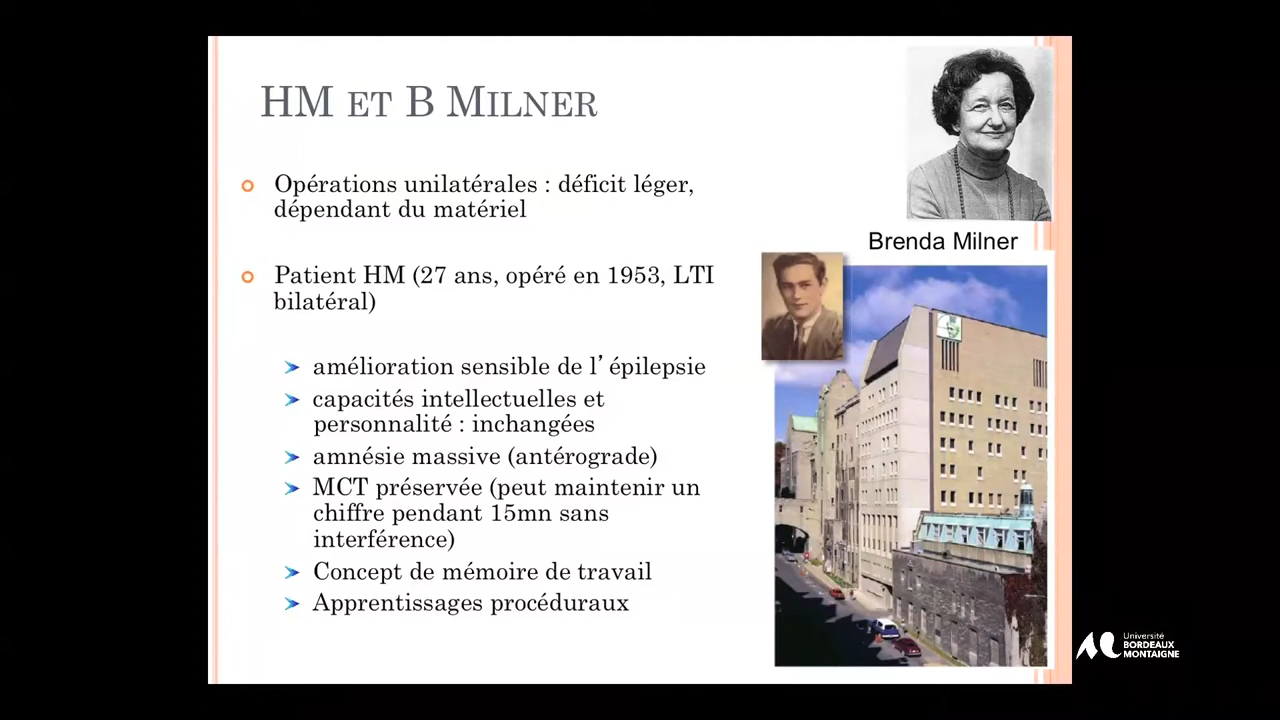 HM ET B MILNER
Opérations unilatérales : déficit léger,
dépendant du matériel
Patient HM (27 ans, opéré en 1953, LTI
bilatéral)
amélioration sensible de l’ épilepsie
capacités intellectuelles et
personnalité : inchangées
amnésie massive (antérograde)
MCT préservée (peut maintenir un
chiffre pendant 15mn sans
interférence)
Concept de mémoire de travail
Apprentissages procéduraux
Brenda Milner
Université
BORDEAUX
MONTAIGNE